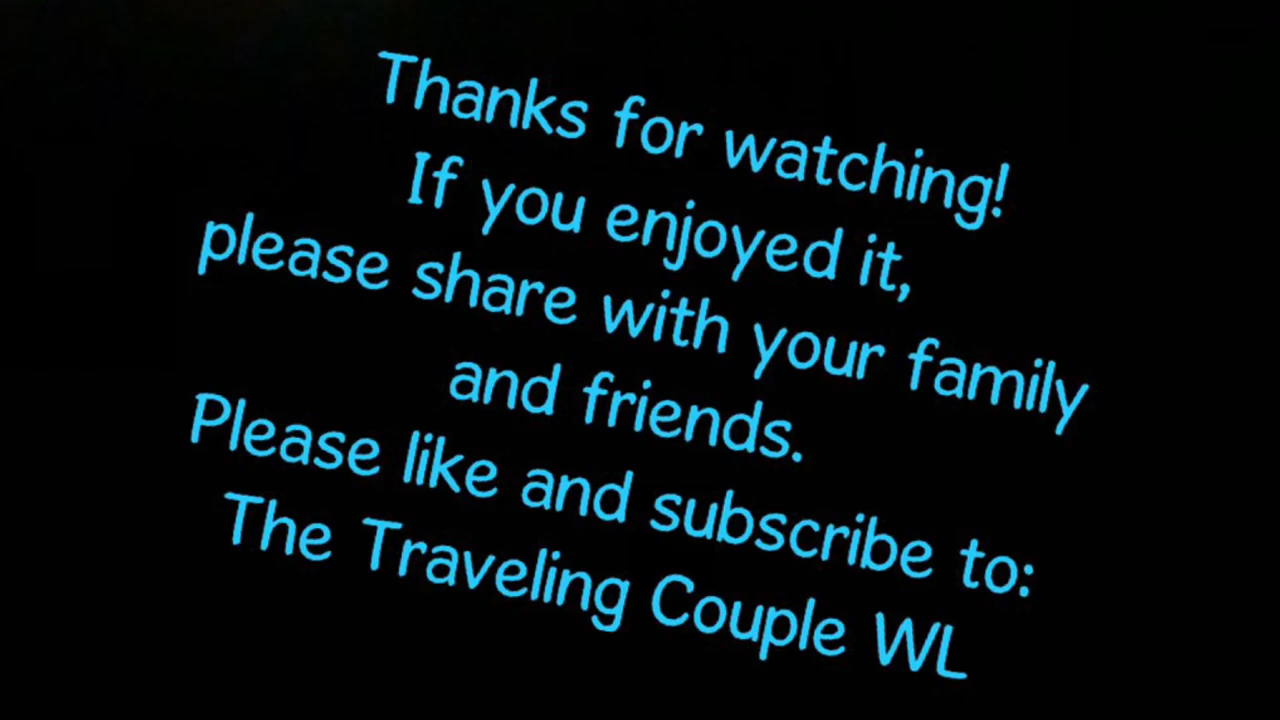 Thanks for watching!
If you enjoyed it,
please share with your family
and friends.
Please like and subscribe to:
The Traveling Couple WL